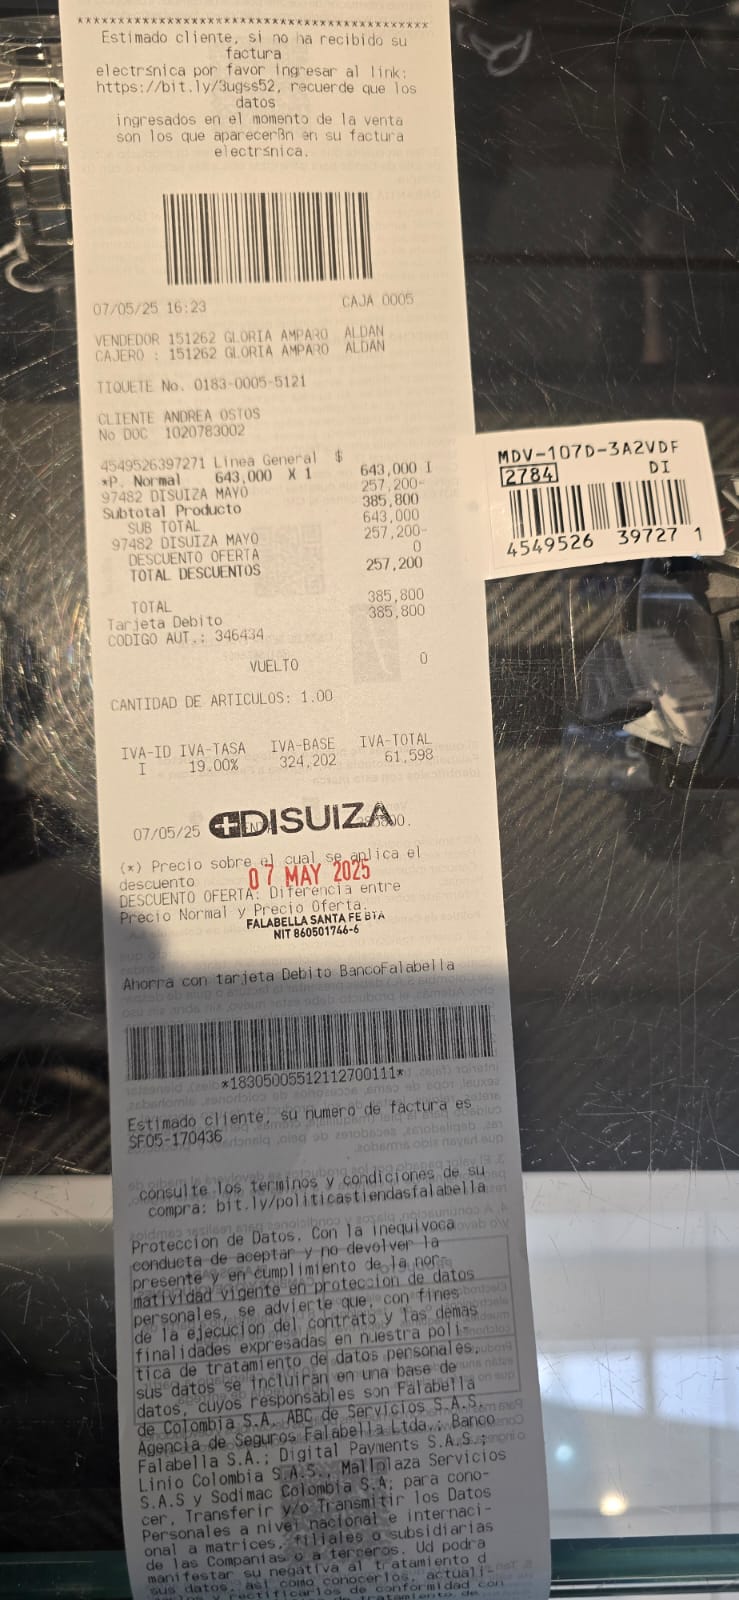 ****************************************
Estimado cliente, si no ha recibido su
factura
electrśnica por favor ingresar al link:
https://bit.ly/3ugss52, recuerde que los
datos
ingresados en el momento de la venta
son los que aparecerßn en su factura
electrśnica.
07/05/25 16:23 CAJA 0005
VENDEDOR 151262 GLORIA AMPARO ALDAN
CAJERO : 151262 GLORIA AMPARO ALDAN
TIQUETE No. 0183-0005-5121
CLIENTE ANDREA OSTOS
No DOC 1020783002
4549526397271 Linea General $
*P. Normal 643,000 X 1 643,000 I
97482 DISUIZA MAYO 257,200-
Subtotal Producto 385,800
SUB TOTAL 643,000
97482 DISUIZA MAYO 257,200-
DESCUENTO OFERTA 0
TOTAL DESCUENTOS 257,200
TOTAL 385,800
Tarjeta Debito 385,800
CODIGO AUT.: 346434
VUELTO 0
CANTIDAD DE ARTICULOS: 1.00
IVA-ID IVA-TASA IVA-BASE IVA-TOTAL
I 19.00% 324,202 61,598
07/05/25
DISUIZA
(*) Precio sobre el cual se aplica el
descuento
07 MAY 2025
DESCUENTO OFERTA: Diferencia entre
Precio Normal y Precio Oferta.
FALABELLA SANTA FE BTA
NIT 860501746-6
Ahorra con tarjeta Debito BancoFalabella
*18305005512112700111*
Estimado cliente, su numero de factura es
SF05-170436
consulte los terminos y condiciones de su
compra: bit.ly/politicastiendasfalabella
Proteccion de Datos. Con la inequivoca
conducta de aceptar y no devolver la
presente y en cumplimiento de la nor-
matividad vigente en proteccion de datos
personales, se advierte que, con fines
de la ejecucion del contrato y las demas
finalidades expresadas en nuestra poli-
tica de tratamiento de datos personales,
sus datos se incluiran en una base de
datos, cuyos responsables son Falabella
de Colombia S.A, ABC de Servicios S.A.S,
Agencia de Seguros Falabella Ltda.; Banco
Falabella S.A.; Digital Payments S.A.S.;
Linio Colombia S.A.S., Mallplaza Servicios
S.A.S y Sodimac Colombia S.A; para cono-
cer, Transferir y/o Transmitir los Datos
Personales a nivel nacional e internaci-
onal a matrices, filiales o subsidiarias
de las Companias o a terceros. Ud podra
manifestar su negativa al tratamiento d
sus datos, asi como conocerlos, actuali-
rectificarlos de conformidad con
MDV-107D-3A2VDF
2784 DI
4549526 39727 1